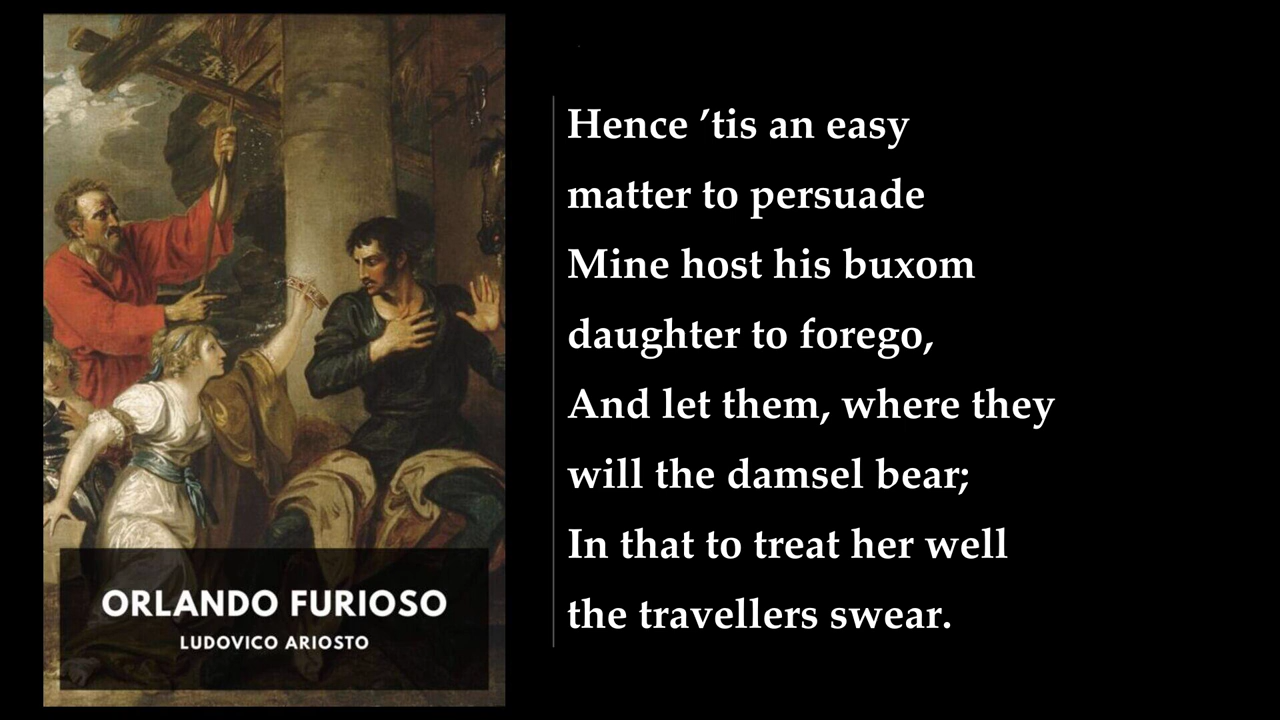 Hence ’tis an easy
matter to persuade
Mine host his buxom
daughter to forego,
And let them, where they
will the damsel bear;
In that to treat her well
the travellers swear.
ORLANDO FURIOSO
LUDOVICO ARIOSTO